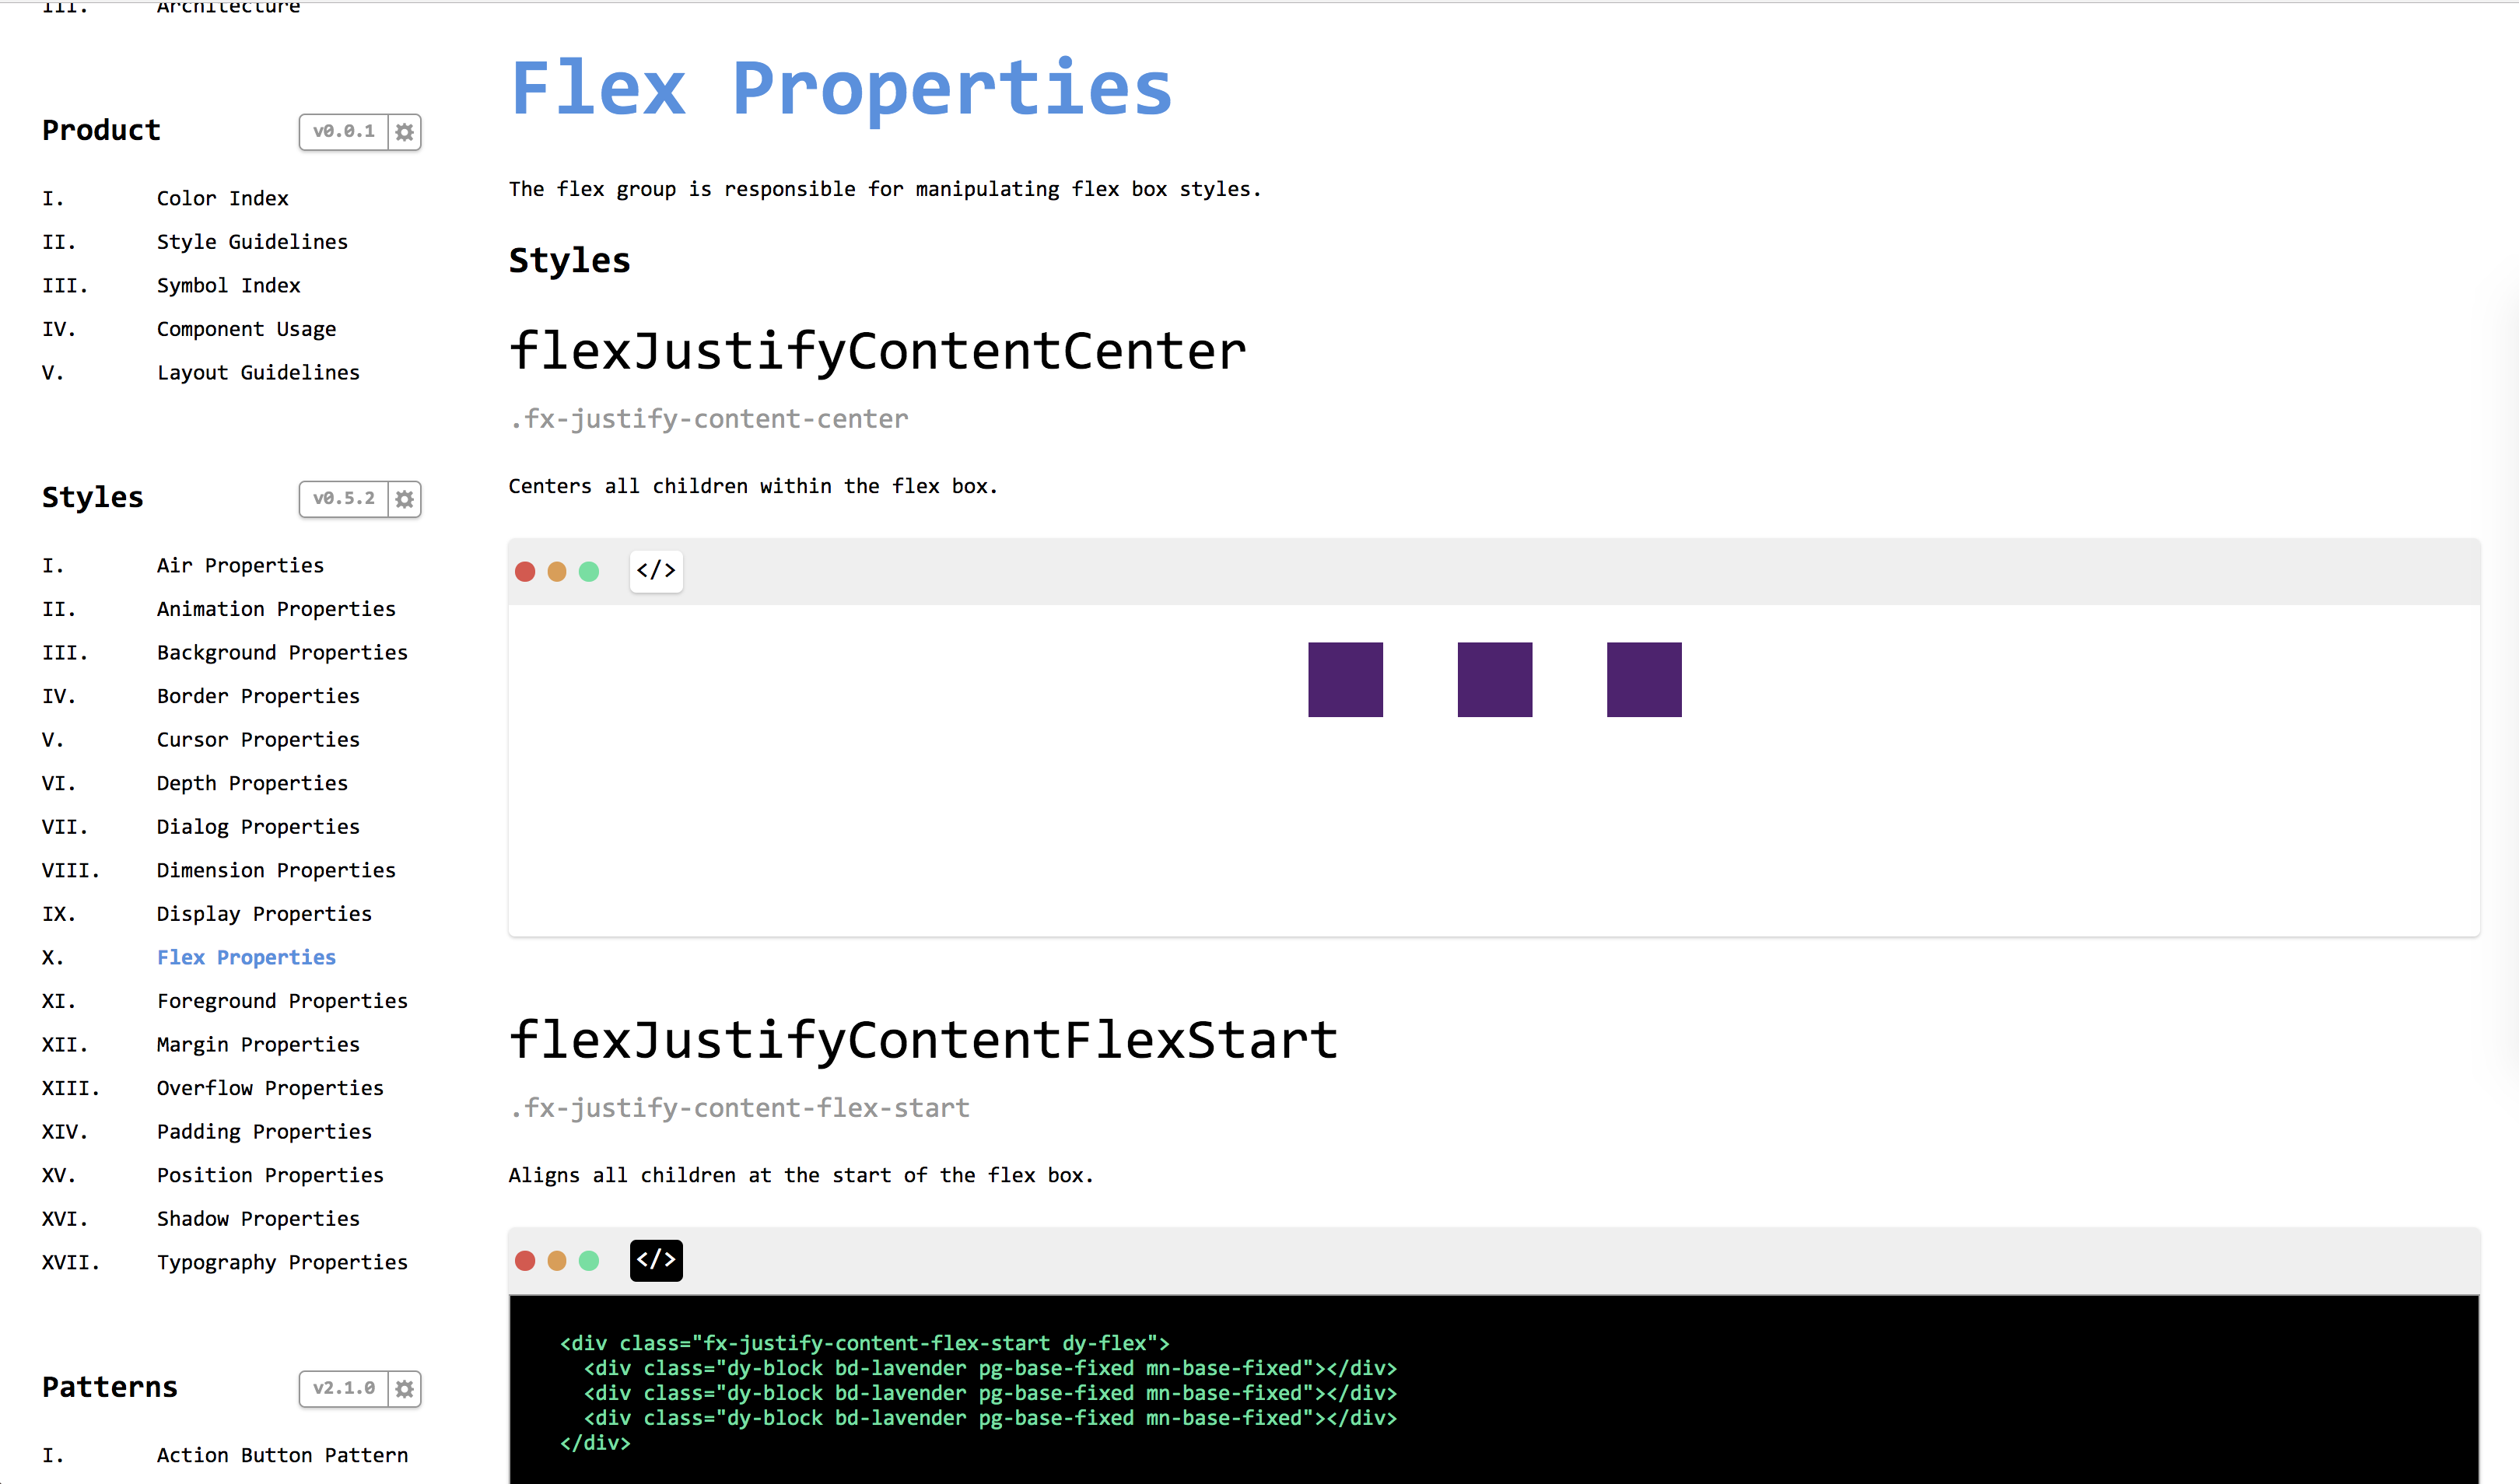 III. Architecture
Product v0.0.1
I. Color Index
II. Style Guidelines
III. Symbol Index
IV. Component Usage
V. Layout Guidelines
Styles v0.5.2
I. Air Properties
II. Animation Properties
III. Background Properties
IV. Border Properties
V. Cursor Properties
VI. Depth Properties
VII. Dialog Properties
VIII. Dimension Properties
IX. Display Properties
X. Flex Properties
XI. Foreground Properties
XII. Margin Properties
XIII. Overflow Properties
XIV. Padding Properties
XV. Position Properties
XVI. Shadow Properties
XVII. Typography Properties
Patterns v2.1.0
I. Action Button Pattern
Flex Properties
The flex group is responsible for manipulating flex box styles.
Styles
flexJustifyContentCenter
.fx-justify-content-center
Centers all children within the flex box.
</>
flexJustifyContentFlexStart
.fx-justify-content-flex-start
Aligns all children at the start of the flex box.
</>
<div class="fx-justify-content-flex-start dy-flex">
<div class="dy-block bd-lavender pg-base-fixed mn-base-fixed"></div>
<div class="dy-block bd-lavender pg-base-fixed mn-base-fixed"></div>
<div class="dy-block bd-lavender pg-base-fixed mn-base-fixed"></div>
</div>